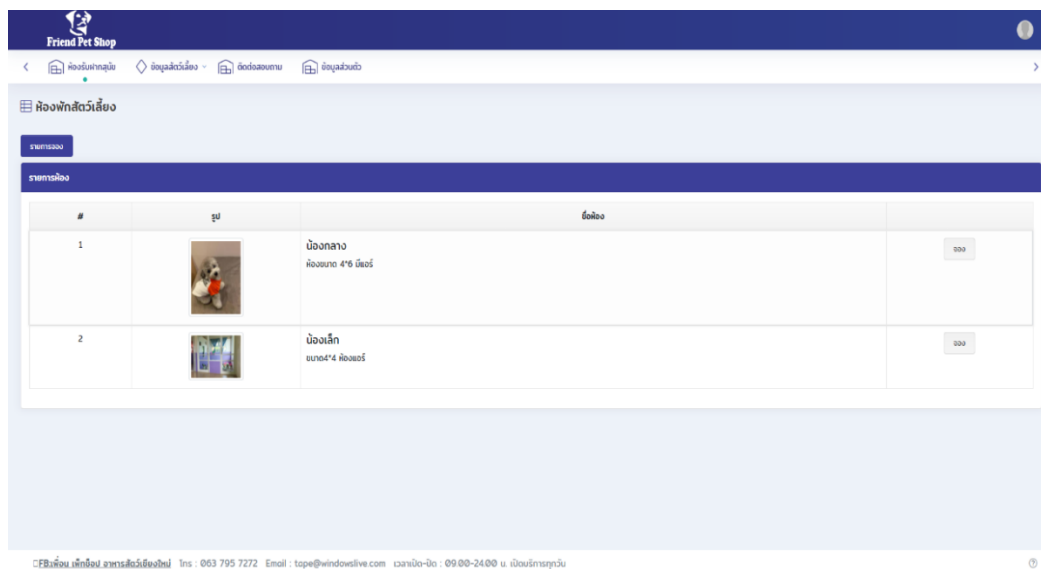 Friend Pet Shop
ห้องรับฝากสุนัข ข้อมูลสัตว์เลี้ยง ติดต่อสอบถาม ข้อมูลส่วนตัว
ห้องพักสัตว์เลี้ยง
รายการจอง
รายการห้อง
# รูป ชื่อห้อง
1 น้องกลาง จอง
ห้องขนาด 4*6 มีแอร์
2 น้องเล็ก จอง
ขนาด4*4 ห้องแอร์
FB:เพื่อน เพ็ทช็อป อาหารสัตว์เชียงใหม่ โทร : 063 795 7272 Email : tape@windowslive.com เวลาเปิด-ปิด : 09.00-24.00 น. เปิดบริการทุกวัน